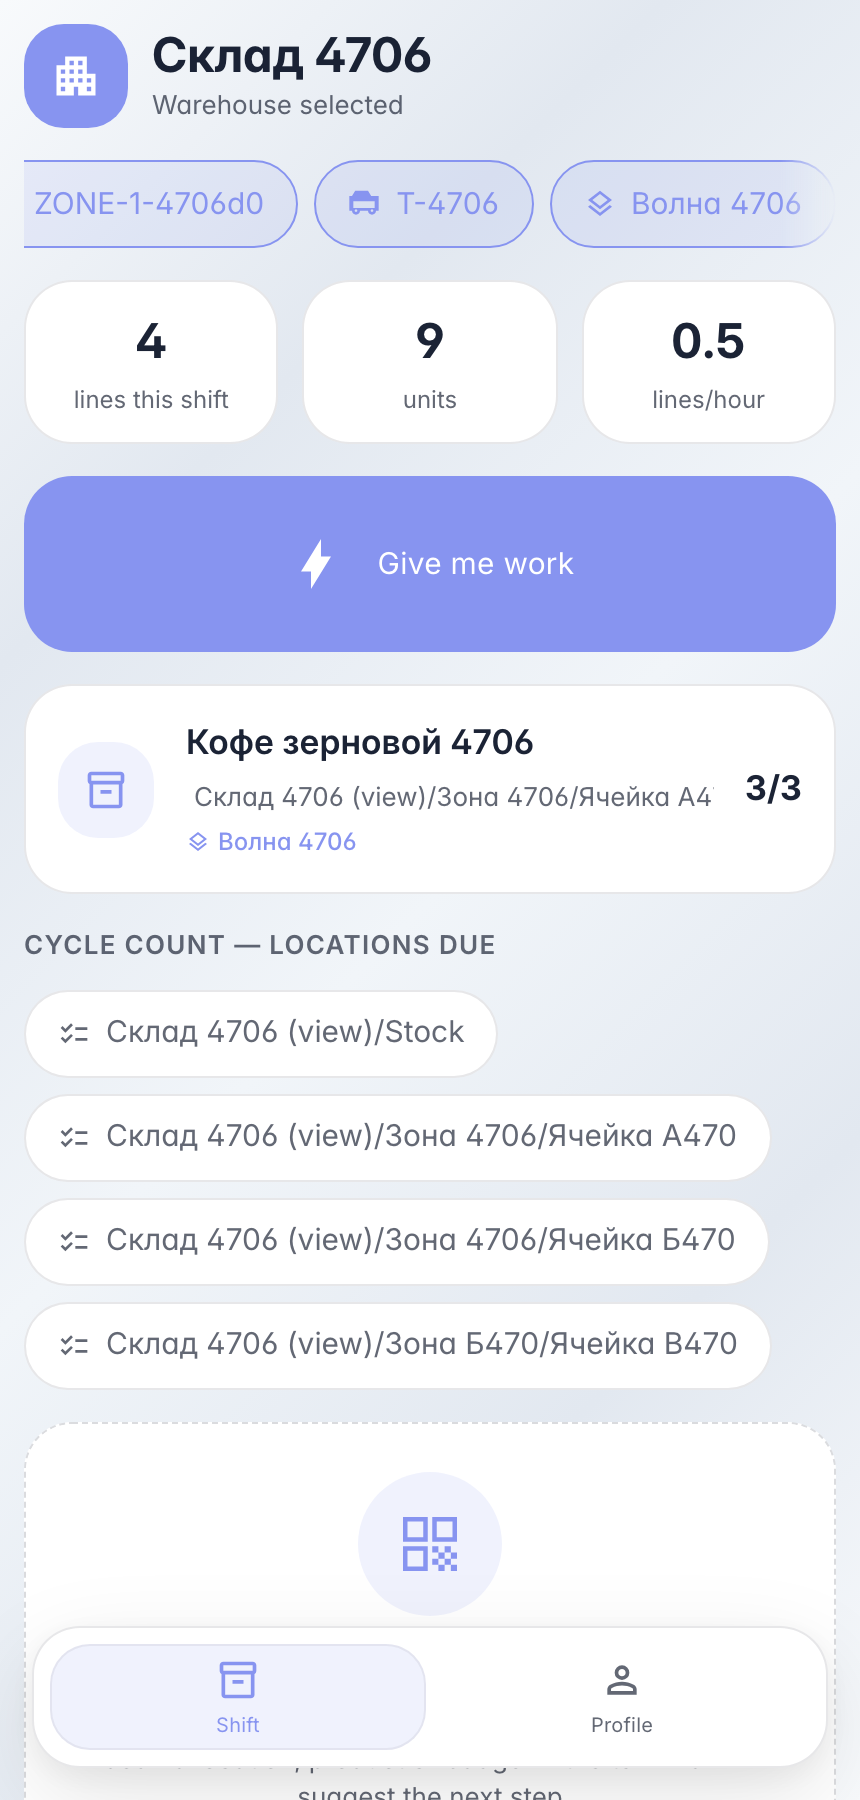 Склад 4706
Warehouse selected
ZONE-1-4706d0
T-4706
Волна 4706
4
lines this shift
9
units
0.5
lines/hour
Give me work
Кофе зерновой 4706
Склад 4706 (view)/Зона 4706/Ячейка А4
3/3
Волна 4706
CYCLE COUNT — LOCATIONS DUE
Склад 4706 (view)/Stock
Склад 4706 (view)/Зона 4706/Ячейка А470
Склад 4706 (view)/Зона 4706/Ячейка Б470
Склад 4706 (view)/Зона Б470/Ячейка В470
Shift
Profile
suggest the next step